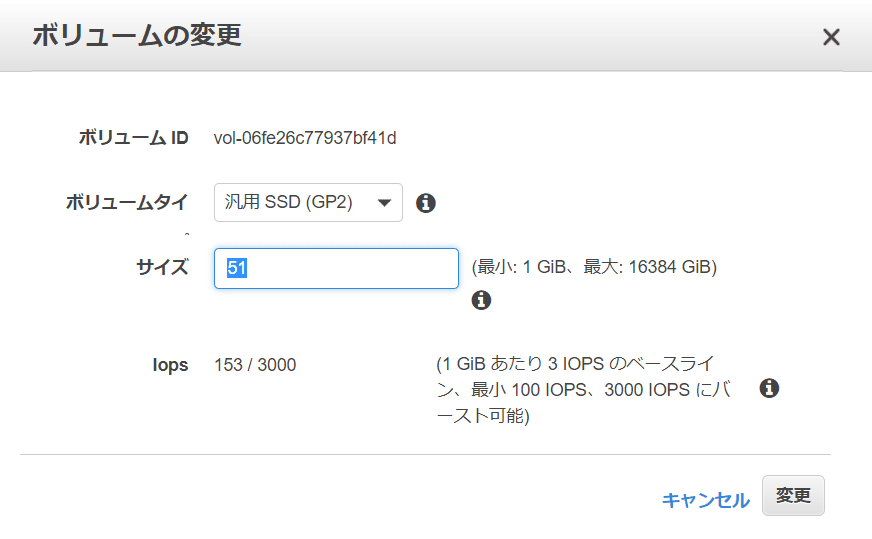 ボリュームの変更
ボリューム ID vol-06fe26c77937bf41d
ボリュームタイ 汎用 SSD (GP2)
サイズ 51 (最小: 1 GiB、最大: 16384 GiB)
Iops 153 / 3000 (1 GiB あたり 3 IOPS のベースライ
ン、最小 100 IOPS、3000 IOPS にバ
ースト可能)
キャンセル 変更